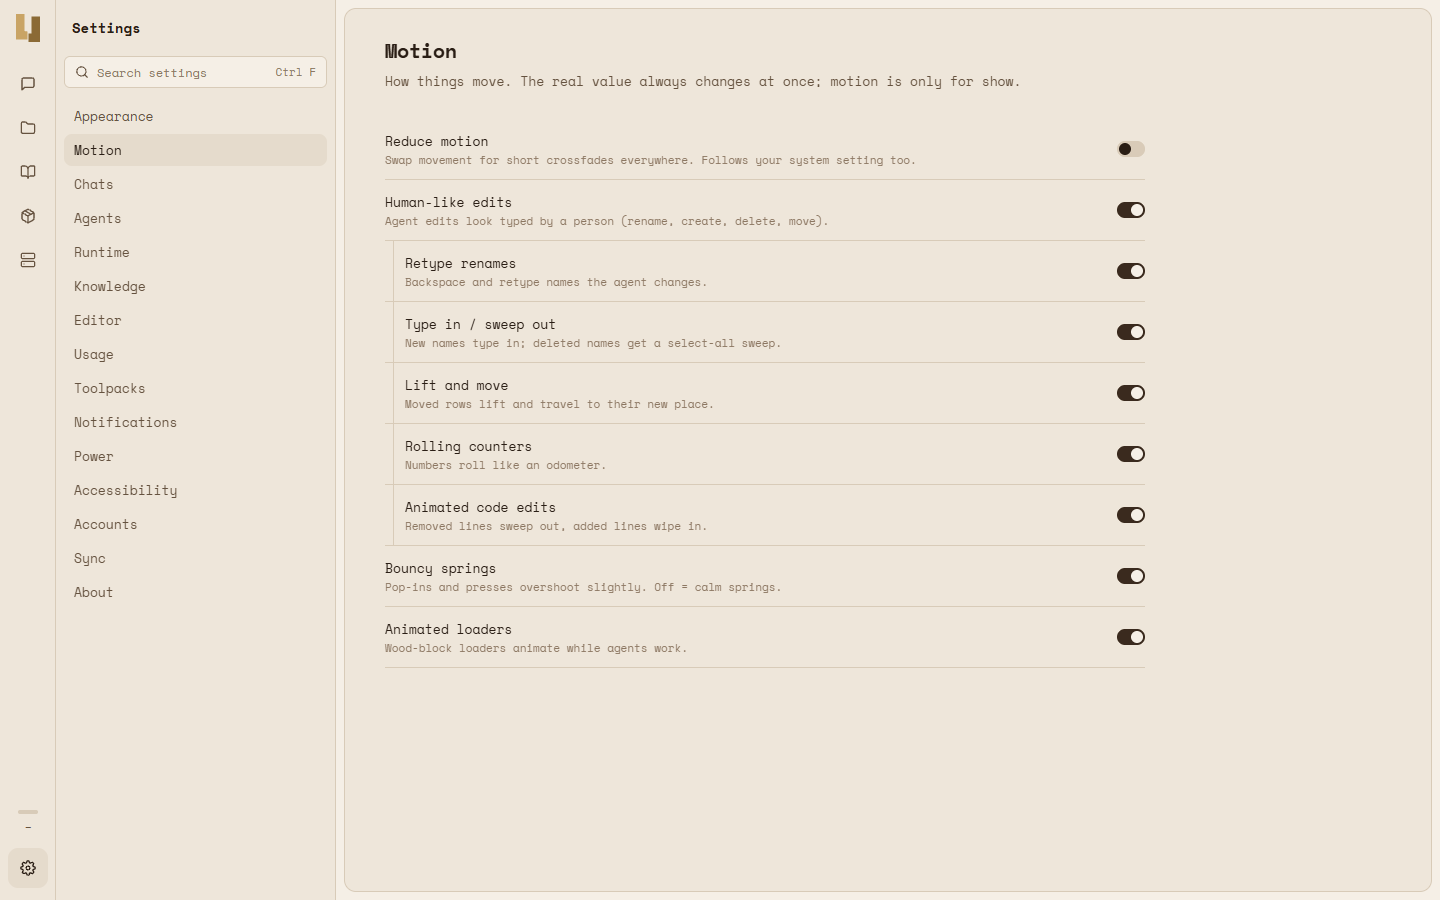 Settings
Search settings Ctrl F
Appearance
Motion
Chats
Agents
Runtime
Knowledge
Editor
Usage
Toolpacks
Notifications
Power
Accessibility
Accounts
Sync
About
–
Motion
How things move. The real value always changes at once; motion is only for show.
Reduce motion
Swap movement for short crossfades everywhere. Follows your system setting too.
Human-like edits
Agent edits look typed by a person (rename, create, delete, move).
Retype renames
Backspace and retype names the agent changes.
Type in / sweep out
New names type in; deleted names get a select-all sweep.
Lift and move
Moved rows lift and travel to their new place.
Rolling counters
Numbers roll like an odometer.
Animated code edits
Removed lines sweep out, added lines wipe in.
Bouncy springs
Pop-ins and presses overshoot slightly. Off = calm springs.
Animated loaders
Wood-block loaders animate while agents work.